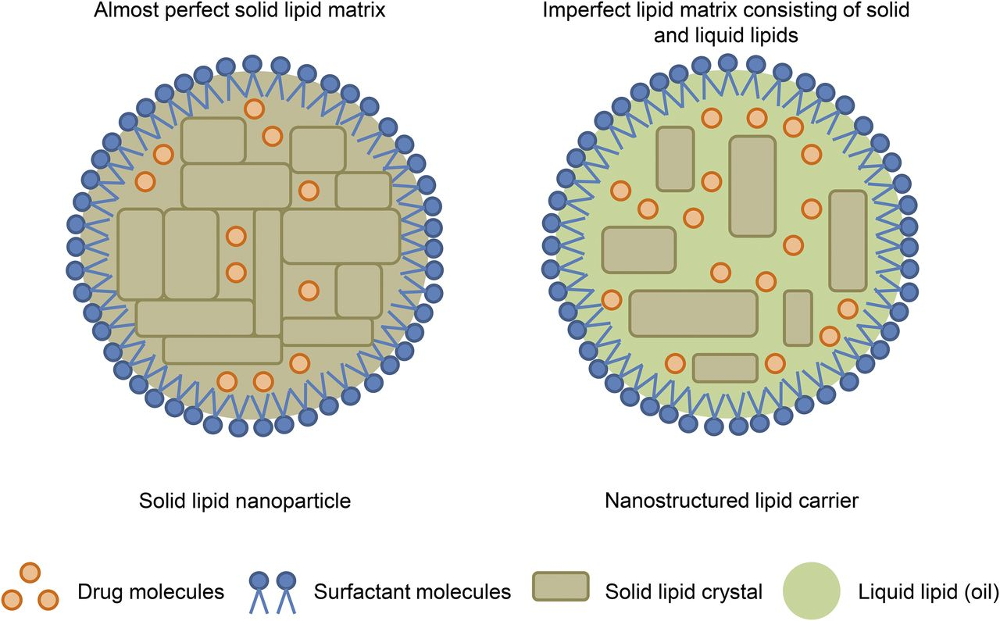 Almost perfect solid lipid matrix
Imperfect lipid matrix consisting of solid
and liquid lipids
Solid lipid nanoparticle
Nanostructured lipid carrier
Drug molecules
Surfactant molecules
Solid lipid crystal
Liquid lipid (oil)